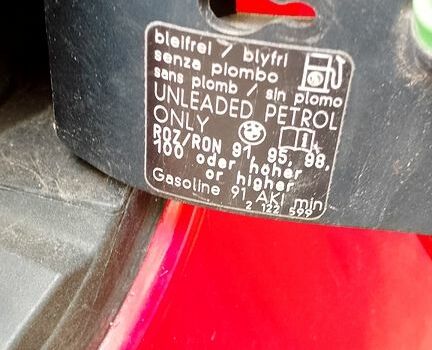 bleifrei / blyfri
senza piombo
sans plomb / sin plomo
UNLEADED PETROL
ONLY
ROZ/RON 91, 95, 98,
100 oder höher
or higher
Gasoline 91 AKI min
2 122 599